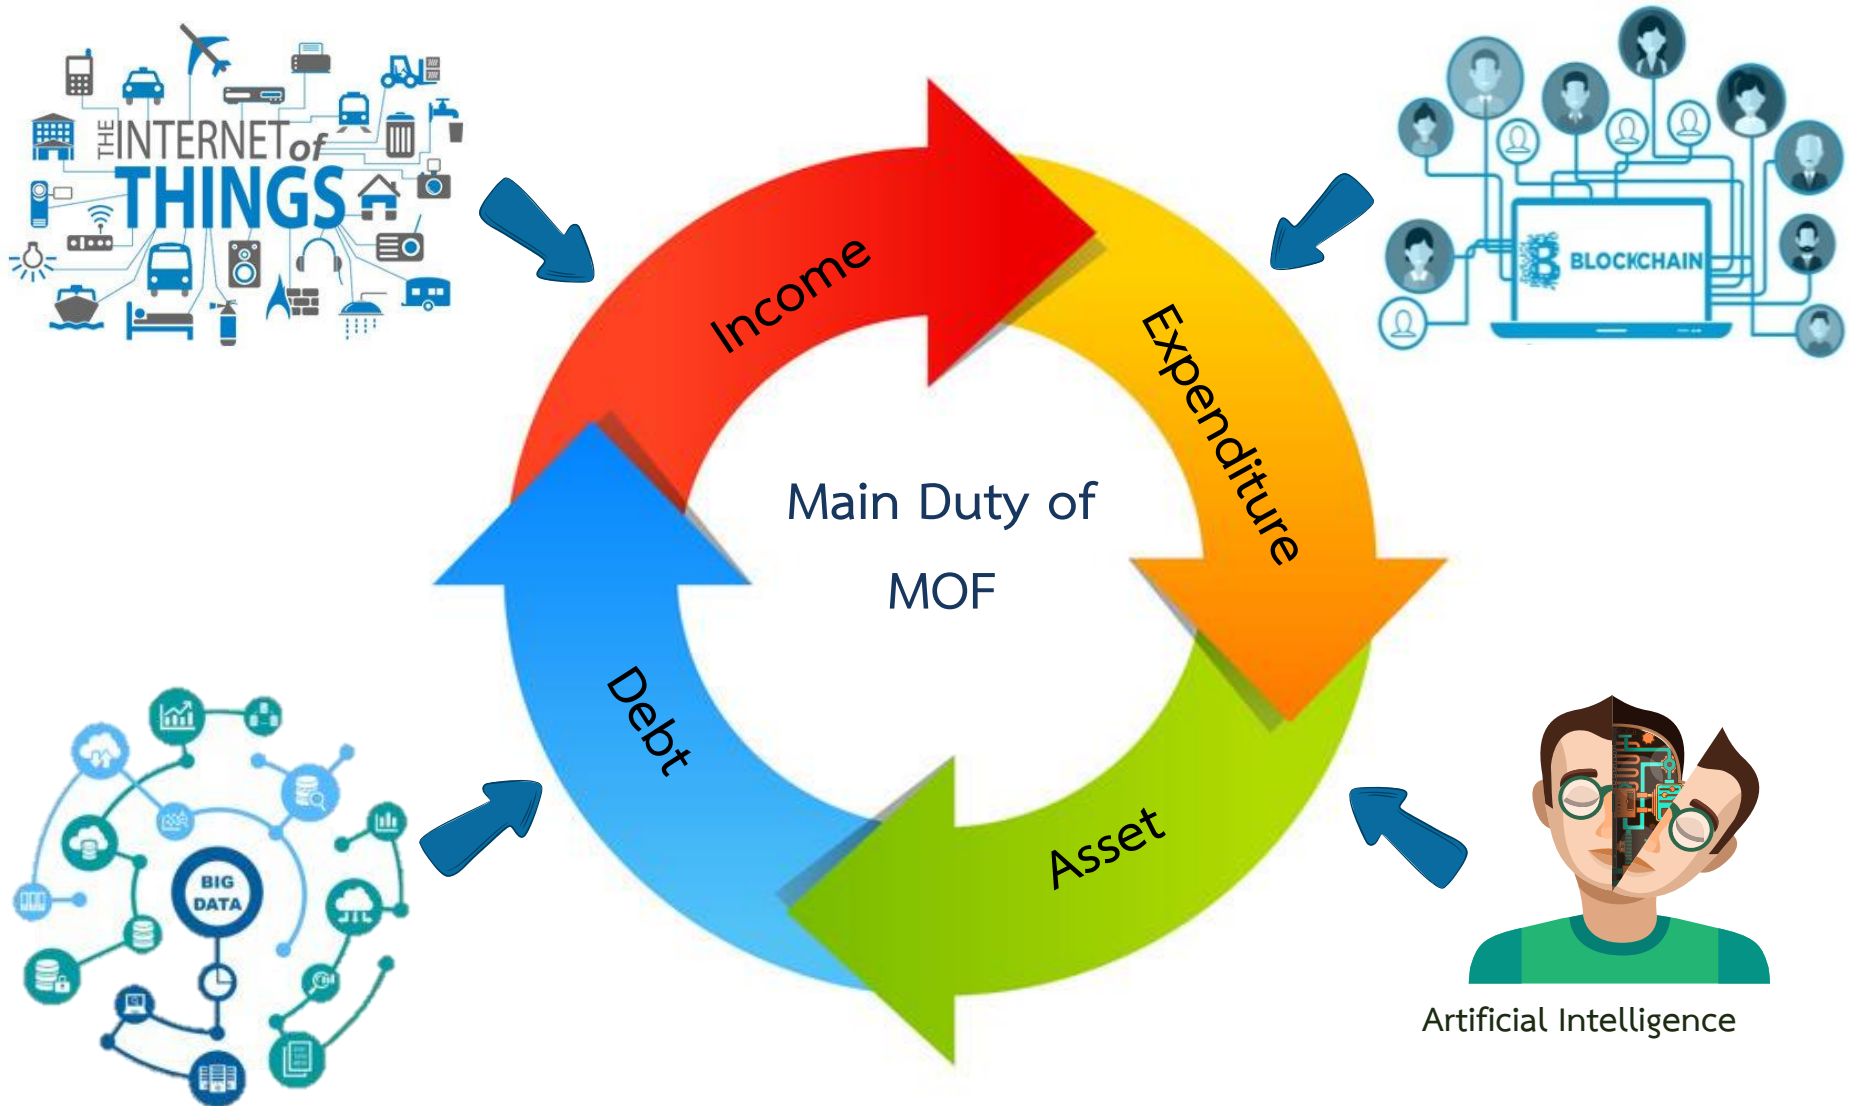 THE INTERNET of
THINGS
BLOCKCHAIN
Income
Expenditure
Main Duty of
MOF
Debt
Asset
BIG
DATA
Artificial Intelligence